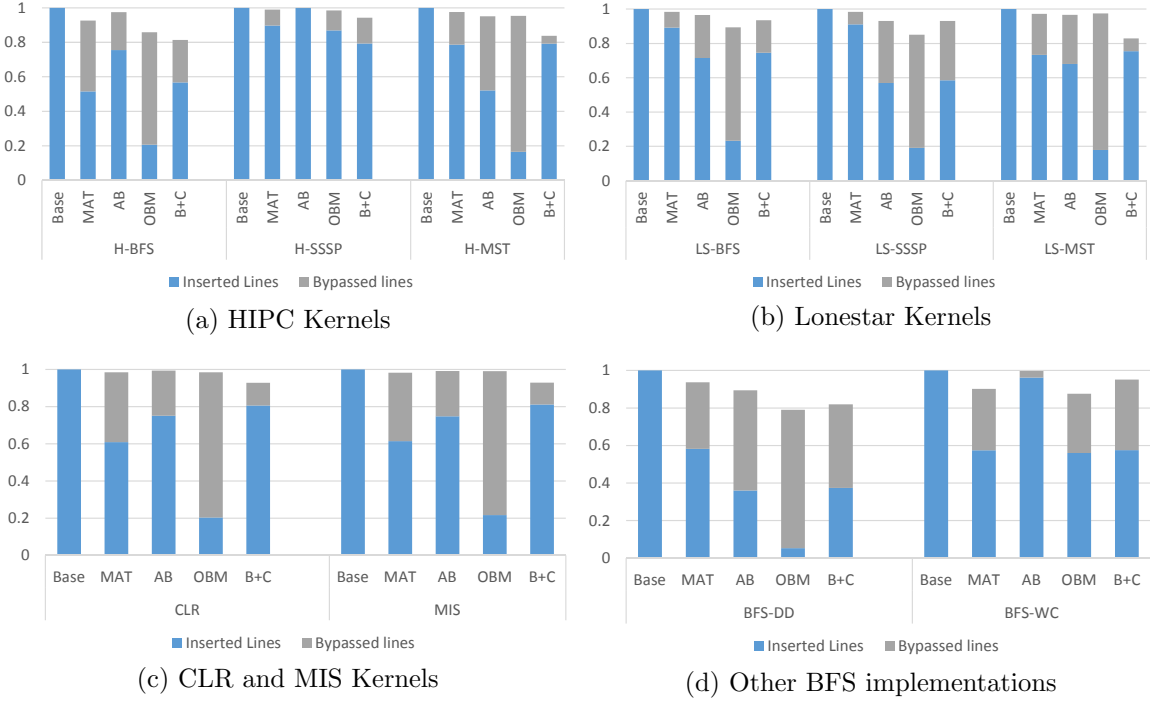 1
0.8
0.6
0.4
0.2
0
Base MAT AB OBM B+C Base MAT AB OBM B+C Base MAT AB OBM B+C
H-BFS H-SSSP H-MST
Inserted Lines Bypassed lines
(a) HIPC Kernels
1
0.8
0.6
0.4
0.2
0
Base MAT AB OBM B+C Base MAT AB OBM B+C Base MAT AB OBM B+C
LS-BFS LS-SSSP LS-MST
Inserted Lines Bypassed lines
(b) Lonestar Kernels
1
0.8
0.6
0.4
0.2
0
Base MAT AB OBM B+C Base MAT AB OBM B+C
CLR MIS
Inserted Lines Bypassed lines
(c) CLR and MIS Kernels
1
0.8
0.6
0.4
0.2
0
Base MAT AB OBM B+C Base MAT AB OBM B+C
BFS-DD BFS-WC
Inserted Lines Bypassed lines
(d) Other BFS implementations